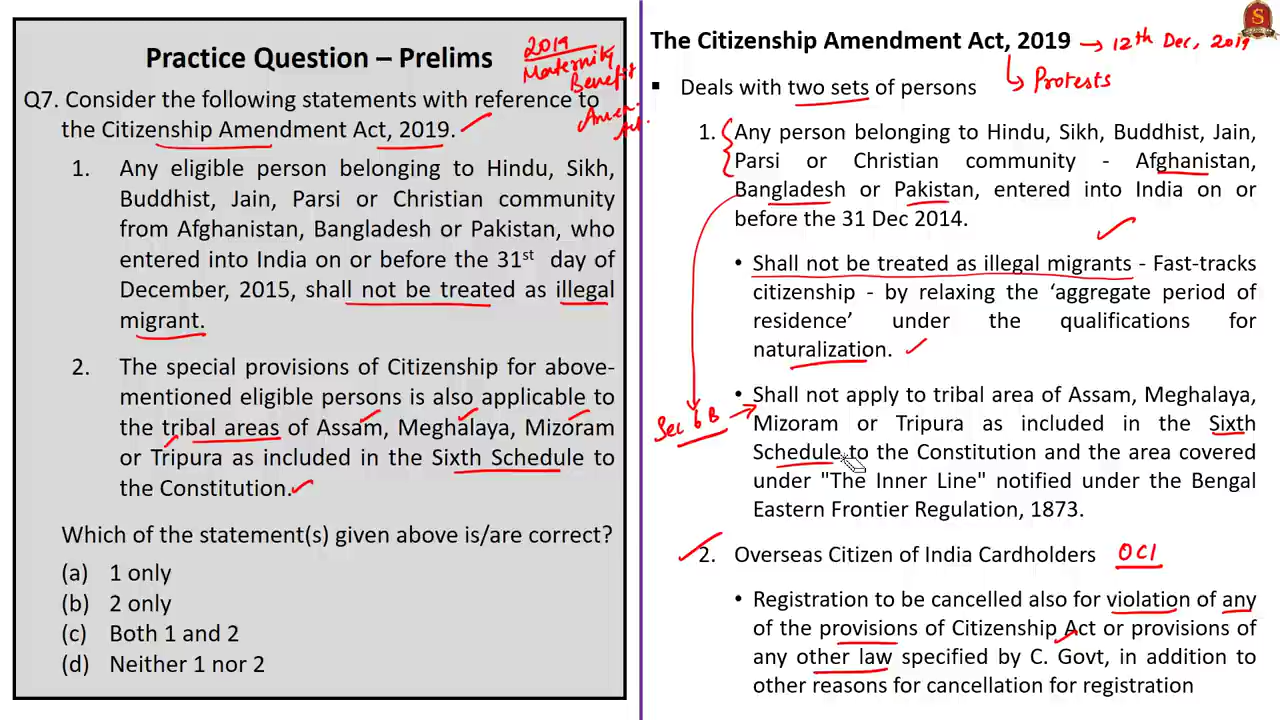 Practice Question – Prelims
2019
Maternity
Benefit
Amen.
Act.
Q7. Consider the following statements with reference to
the Citizenship Amendment Act, 2019.
1. Any eligible person belonging to Hindu, Sikh,
Buddhist, Jain, Parsi or Christian community
from Afghanistan, Bangladesh or Pakistan, who
entered into India on or before the 31st day of
December, 2015, shall not be treated as illegal
migrant.
2. The special provisions of Citizenship for above-
mentioned eligible persons is also applicable to
the tribal areas of Assam, Meghalaya, Mizoram
or Tripura as included in the Sixth Schedule to
the Constitution.
Which of the statement(s) given above is/are correct?
(a) 1 only
(b) 2 only
(c) Both 1 and 2
(d) Neither 1 nor 2
The Citizenship Amendment Act, 2019 → 12th Dec, 2019
Protests
▪ Deals with two sets of persons
1. Any person belonging to Hindu, Sikh, Buddhist, Jain,
Parsi or Christian community - Afghanistan,
Bangladesh or Pakistan, entered into India on or
before the 31 Dec 2014.
• Shall not be treated as illegal migrants - Fast-tracks
citizenship - by relaxing the ‘aggregate period of
residence’ under the qualifications for
naturalization.
Sec 6B
• Shall not apply to tribal area of Assam, Meghalaya,
Mizoram or Tripura as included in the Sixth
Schedule to the Constitution and the area covered
under "The Inner Line" notified under the Bengal
Eastern Frontier Regulation, 1873.
2. Overseas Citizen of India Cardholders OCI
• Registration to be cancelled also for violation of any
of the provisions of Citizenship Act or provisions of
any other law specified by C. Govt, in addition to
other reasons for cancellation for registration